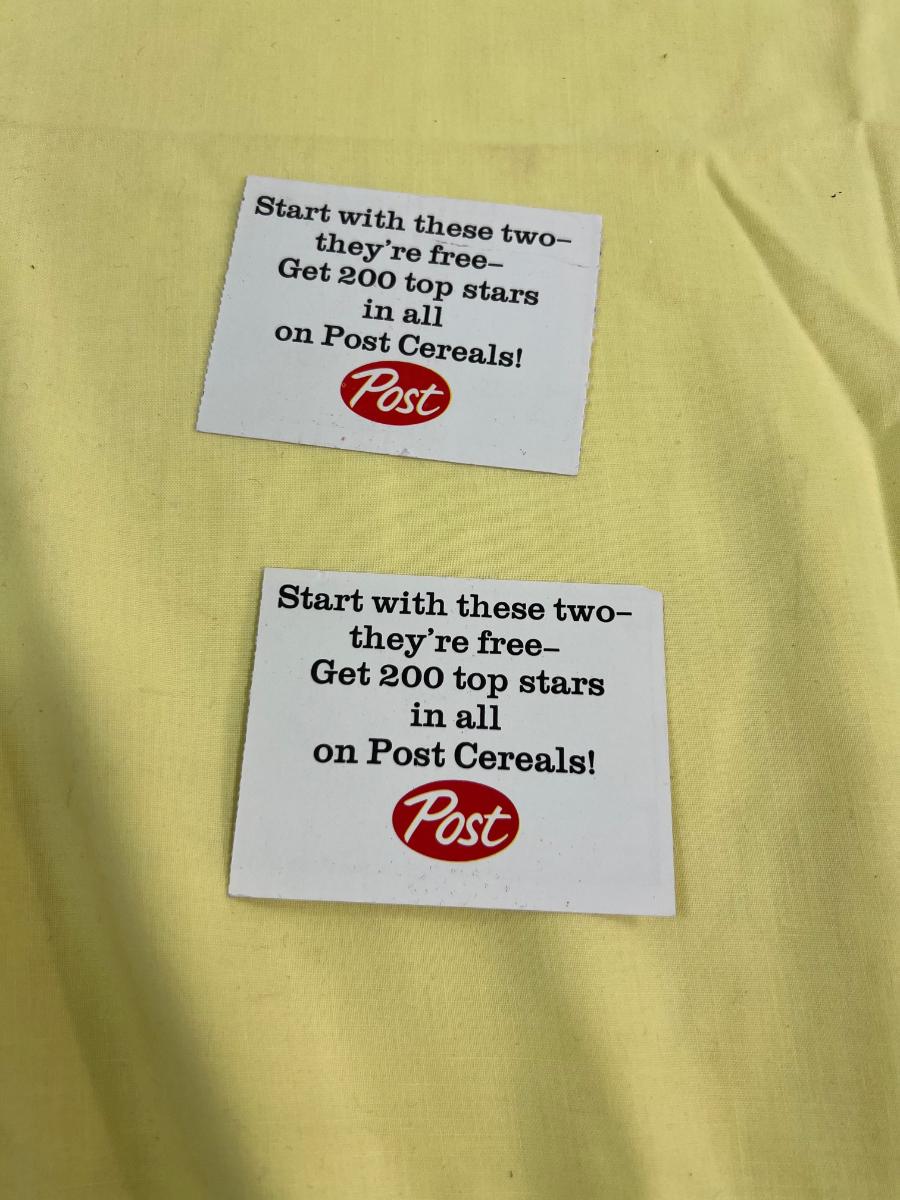 Start with these two–
they're free–
Get 200 top stars
in all
on Post Cereals!
Post
Start with these two–
they're free–
Get 200 top stars
in all
on Post Cereals!
Post